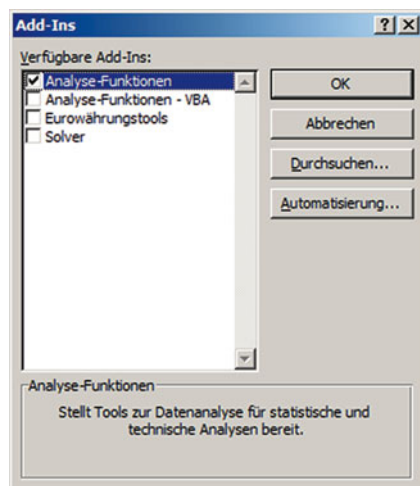 Add-Ins
Verfügbare Add-Ins:
Analyse-Funktionen
Analyse-Funktionen - VBA
Eurowährungstools
Solver
OK
Abbrechen
Durchsuchen...
Automatisierung...
Analyse-Funktionen
Stellt Tools zur Datenanalyse für statistische und
technische Analysen bereit.